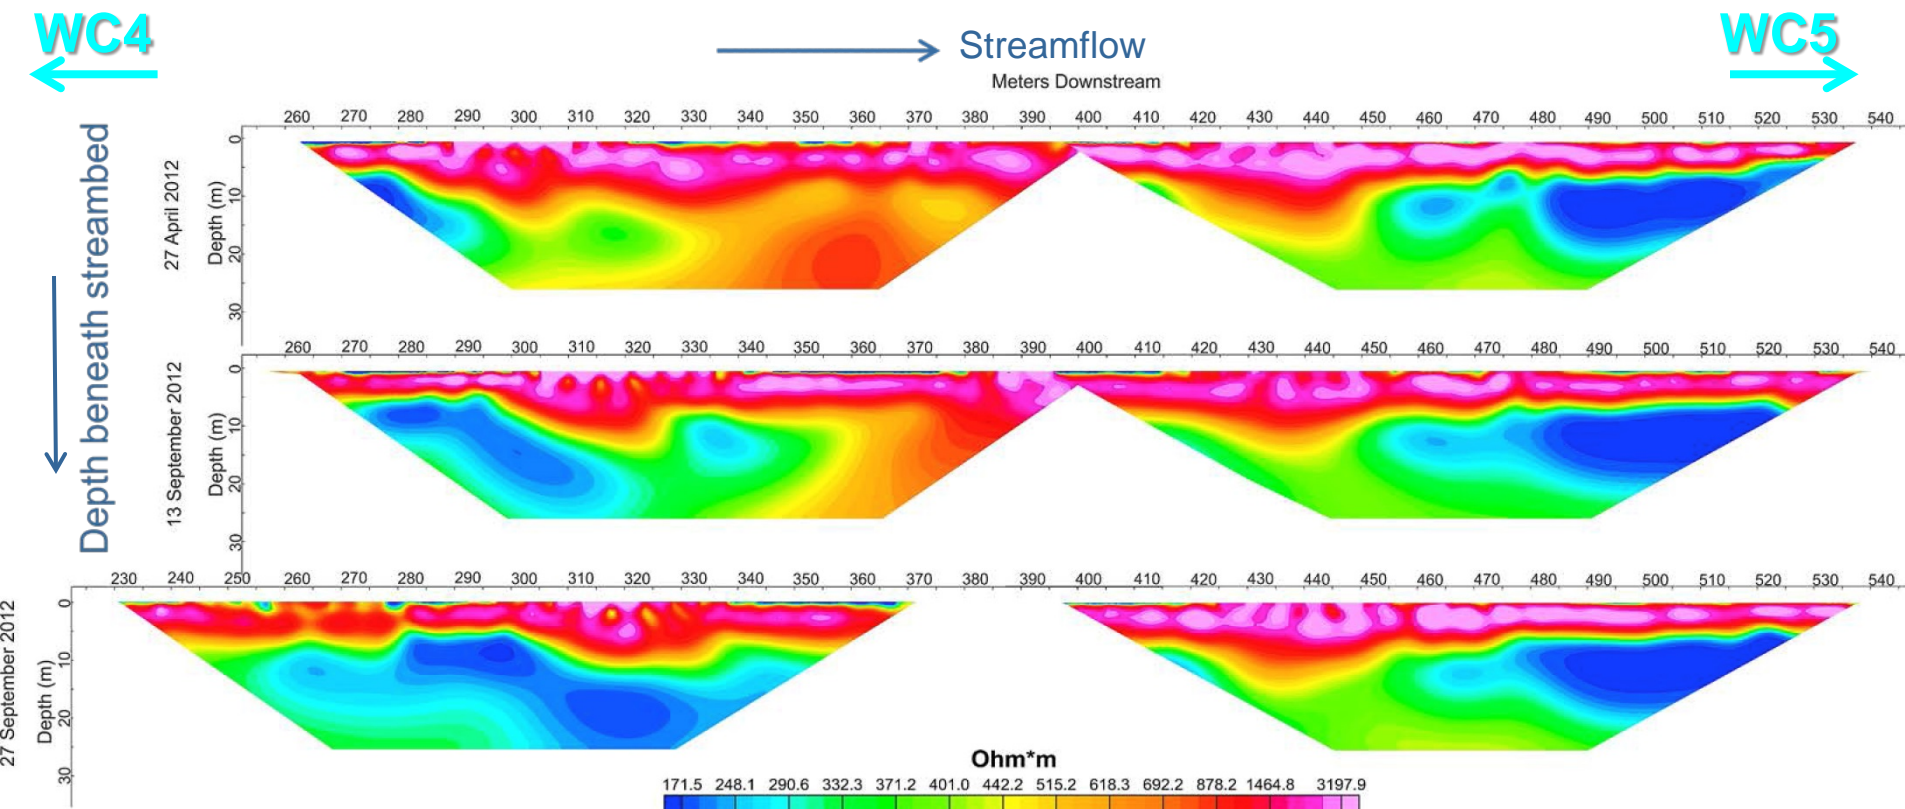 WC4
Streamflow
WC5
Meters Downstream
Depth beneath streambed
27 April 2012
Depth (m)
260 270 280 290 300 310 320 330 340 350 360 370 380 390 400 410 420 430 440 450 460 470 480 490 500 510 520 530 540
0
10
20
30
13 September 2012
Depth (m)
260 270 280 290 300 310 320 330 340 350 360 370 380 390 400 410 420 430 440 450 460 470 480 490 500 510 520 530 540
0
10
20
30
27 September 2012
Depth (m)
230 240 250 260 270 280 290 300 310 320 330 340 350 360 370 380 390 400 410 420 430 440 450 460 470 480 490 500 510 520 530 540
0
10
20
30
Ohm*m
171.5 248.1 290.6 332.3 371.2 401.0 442.2 515.2 618.3 692.2 878.2 1464.8 3197.9